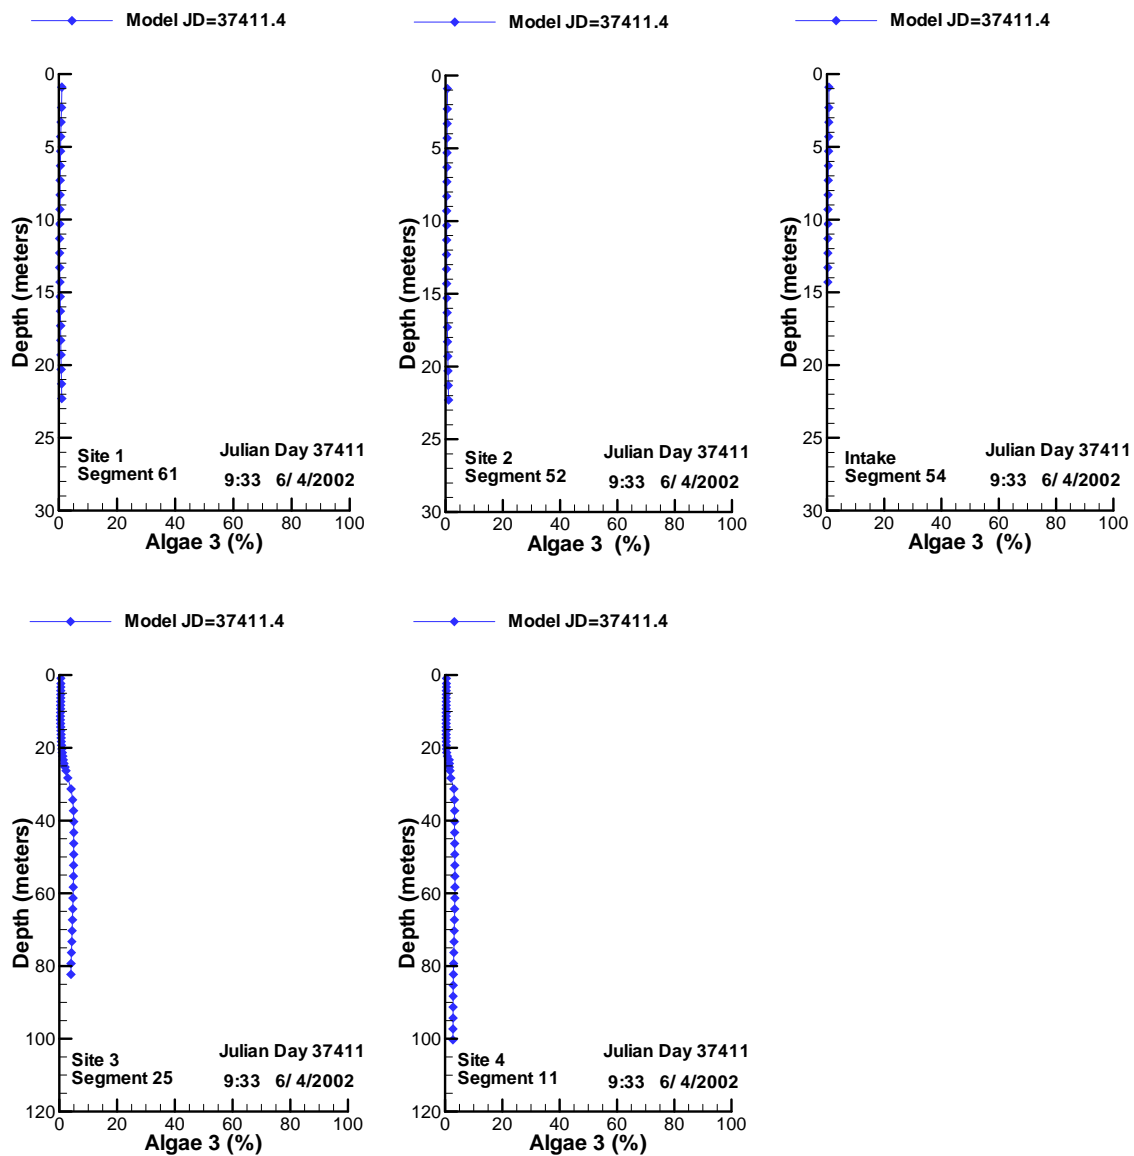 Model JD=37411.4
0
5
10
15
20
25
30
Depth (meters)
Site 1
Segment 61
Julian Day 37411
9:33 6/ 4/2002
0 20 40 60 80 100
Algae 3 (%)
Model JD=37411.4
0
5
10
15
20
25
30
Depth (meters)
Site 2
Segment 52
Julian Day 37411
9:33 6/ 4/2002
0 20 40 60 80 100
Algae 3 (%)
Model JD=37411.4
0
5
10
15
20
25
30
Depth (meters)
Intake
Segment 54
Julian Day 37411
9:33 6/ 4/2002
0 20 40 60 80 100
Algae 3 (%)
Model JD=37411.4
0
20
40
60
80
100
120
Depth (meters)
Site 3
Segment 25
Julian Day 37411
9:33 6/ 4/2002
0 20 40 60 80 100
Algae 3 (%)
Model JD=37411.4
0
20
40
60
80
100
120
Depth (meters)
Site 4
Segment 11
Julian Day 37411
9:33 6/ 4/2002
0 20 40 60 80 100
Algae 3 (%)